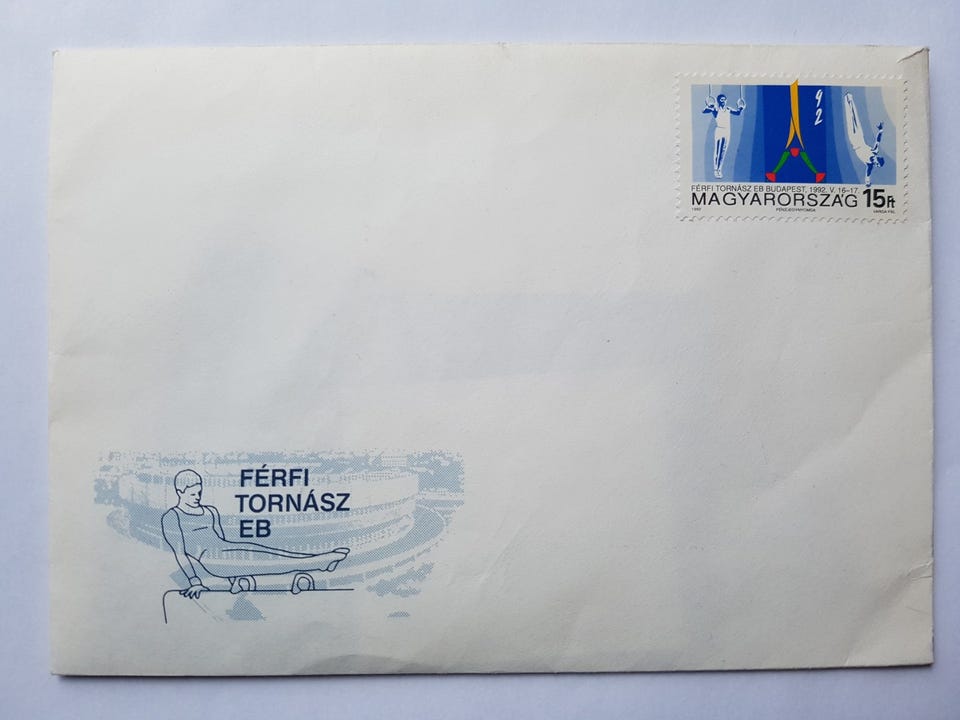 92
FÉRFI TORNÁSZ EB BUDAPEST, 1992. V. 16–17.
MAGYARORSZÁG 15Ft
1992 PÉNZJEGYNYOMDA VARGA PÁL
FÉRFI
TORNÁSZ
EB